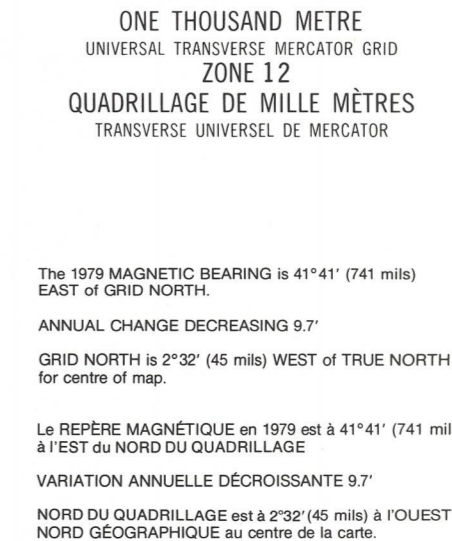 ONE THOUSAND METRE
UNIVERSAL TRANSVERSE MERCATOR GRID
ZONE 12
QUADRILLAGE DE MILLE MÈTRES
TRANSVERSE UNIVERSEL DE MERCATOR
The 1979 MAGNETIC BEARING is 41°41′ (741 mils)
EAST of GRID NORTH.
ANNUAL CHANGE DECREASING 9.7′
GRID NORTH is 2°32′ (45 mils) WEST of TRUE NORTH
for centre of map.
Le REPÈRE MAGNÉTIQUE en 1979 est à 41°41′ (741 mil
à l'EST du NORD DU QUADRILLAGE
VARIATION ANNUELLE DÉCROISSANTE 9.7′
NORD DU QUADRILLAGE est à 2°32′ (45 mils) à l'OUEST
NORD GÉOGRAPHIQUE au centre de la carte.